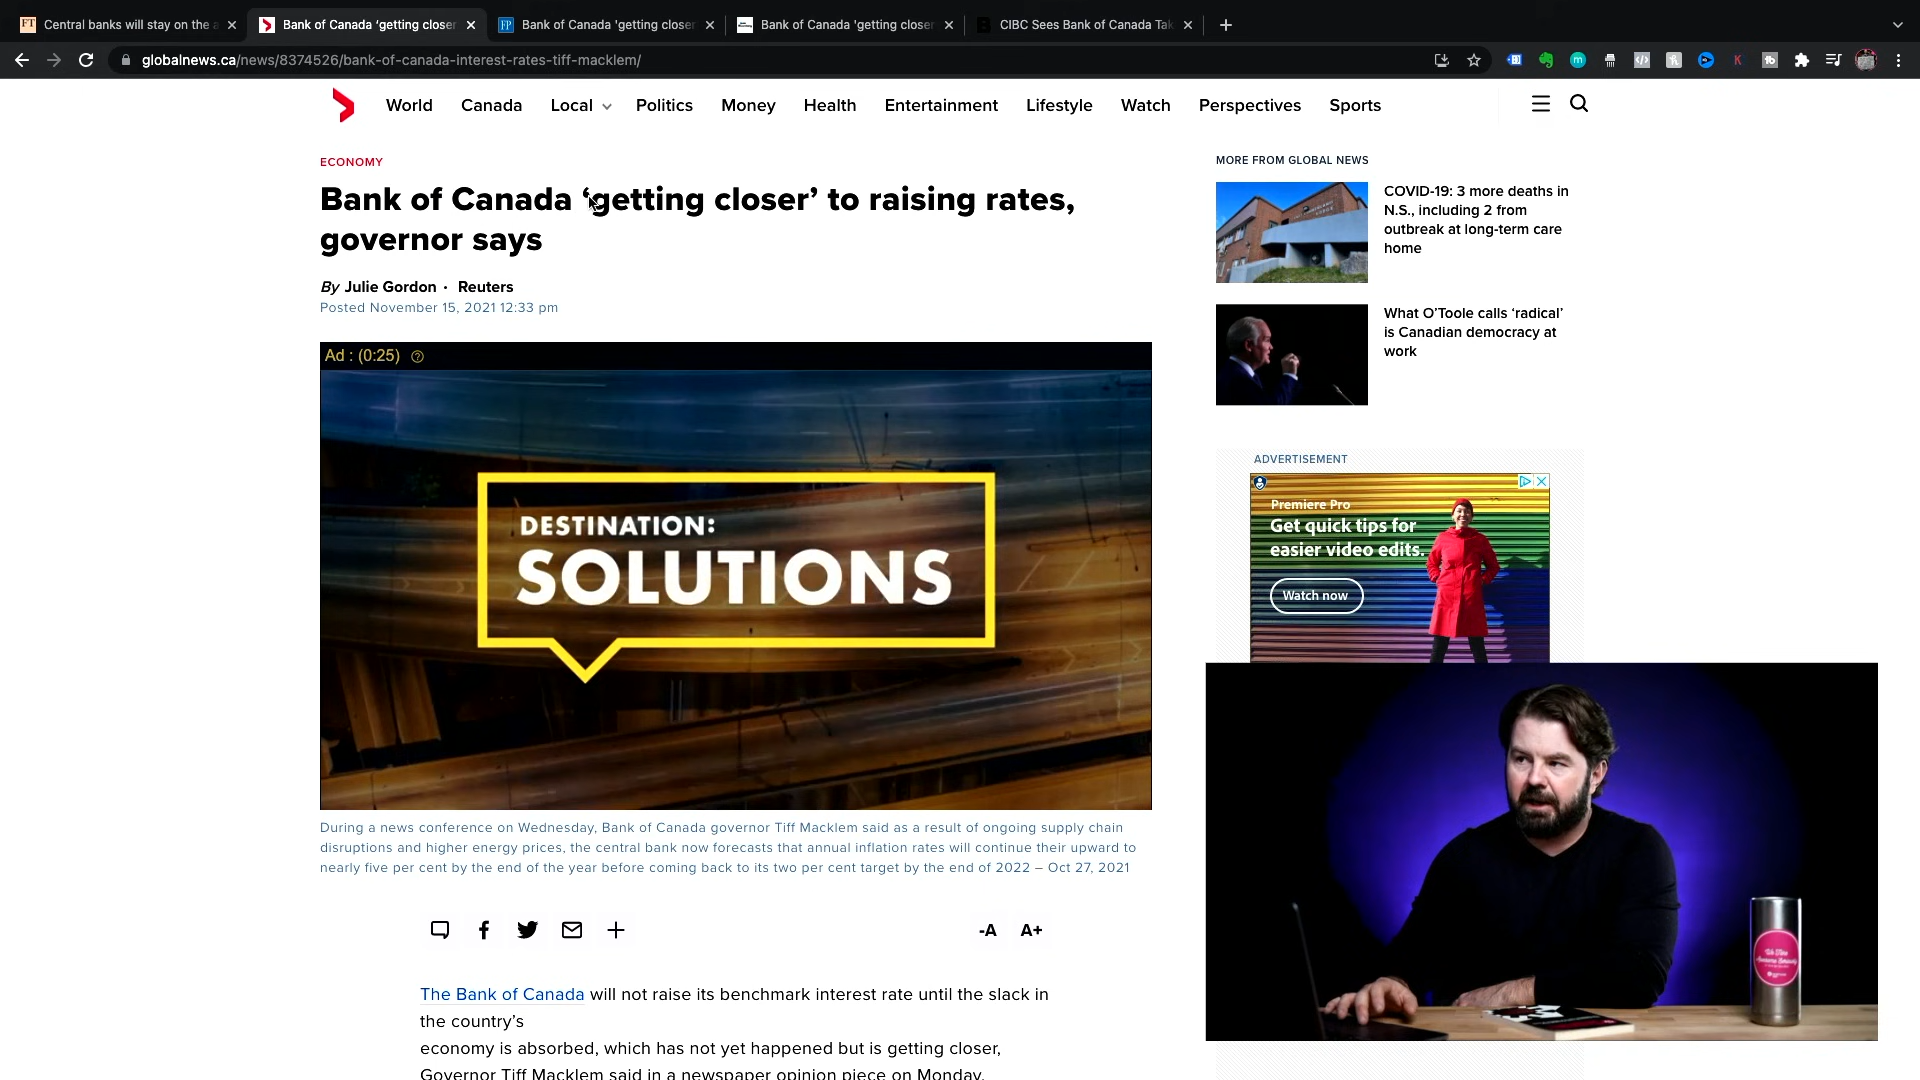 FT Central banks will stay on the a
Bank of Canada ‘getting closer
FP Bank of Canada 'getting closer
Bank of Canada 'getting closer
CIBC Sees Bank of Canada Tak
globalnews.ca/news/8374526/bank-of-canada-interest-rates-tiff-macklem/
World Canada Local Politics Money Health Entertainment Lifestyle Watch Perspectives Sports
ECONOMY
Bank of Canada ‘getting closer’ to raising rates,
governor says
By Julie Gordon · Reuters
Posted November 15, 2021 12:33 pm
Ad : (0:25)
DESTINATION:
SOLUTIONS
During a news conference on Wednesday, Bank of Canada governor Tiff Macklem said as a result of ongoing supply chain
disruptions and higher energy prices, the central bank now forecasts that annual inflation rates will continue their upward to
nearly five per cent by the end of the year before coming back to its two per cent target by the end of 2022 – Oct 27, 2021
-A A+
The Bank of Canada will not raise its benchmark interest rate until the slack in
the country’s
economy is absorbed, which has not yet happened but is getting closer,
Governor Tiff Macklem said in a newspaper opinion piece on Monday.
MORE FROM GLOBAL NEWS
COVID-19: 3 more deaths in
N.S., including 2 from
outbreak at long-term care
home
What O’Toole calls ‘radical’
is Canadian democracy at
work
ADVERTISEMENT
Premiere Pro
Get quick tips for
easier video edits.
Watch now